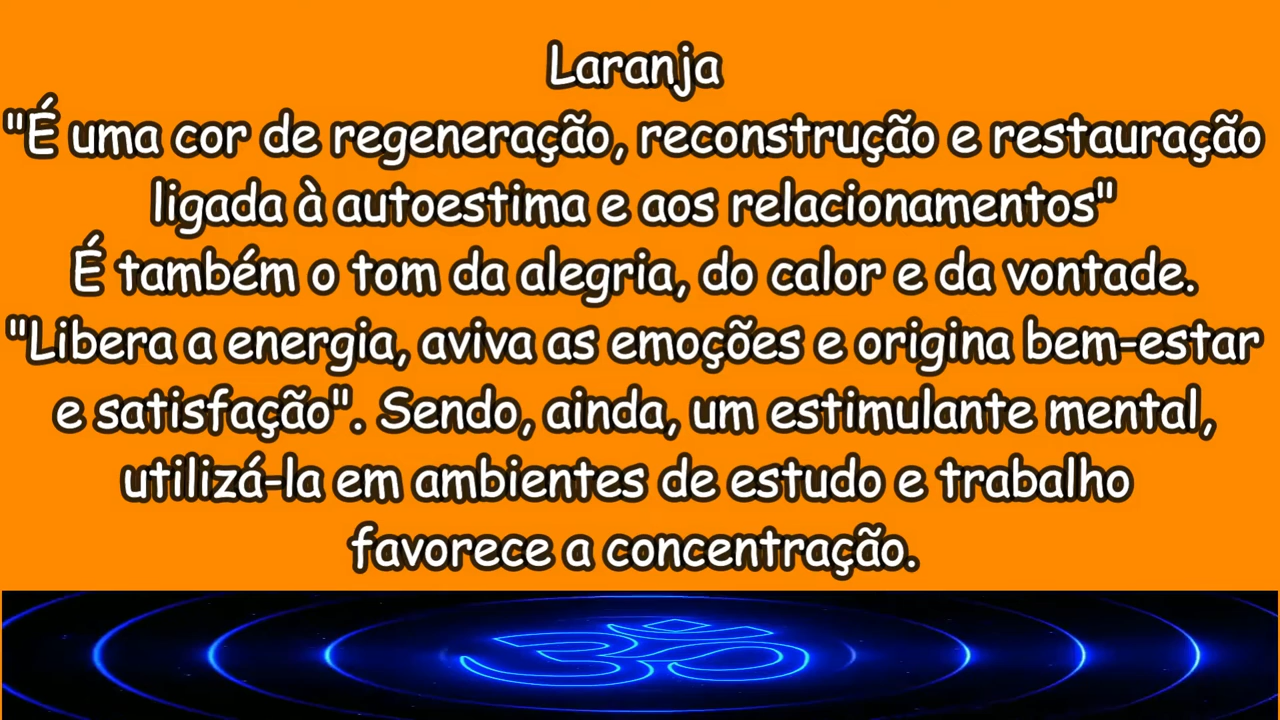 Laranja
"É uma cor de regeneração, reconstrução e restauração
ligada à autoestima e aos relacionamentos"
É também o tom da alegria, do calor e da vontade.
"Libera a energia, aviva as emoções e origina bem-estar
e satisfação". Sendo, ainda, um estimulante mental,
utilizá-la em ambientes de estudo e trabalho
favorece a concentração.
ॐ